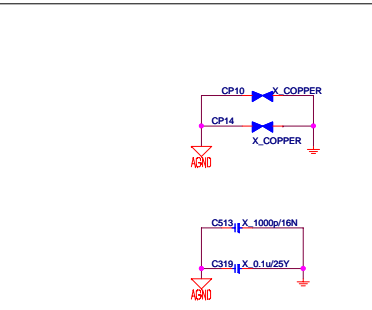 CP10 X_COPPER
CP14
X_COPPER
AGND
C513 X_1000p/16N
C319 X_0.1u/25Y
AGND